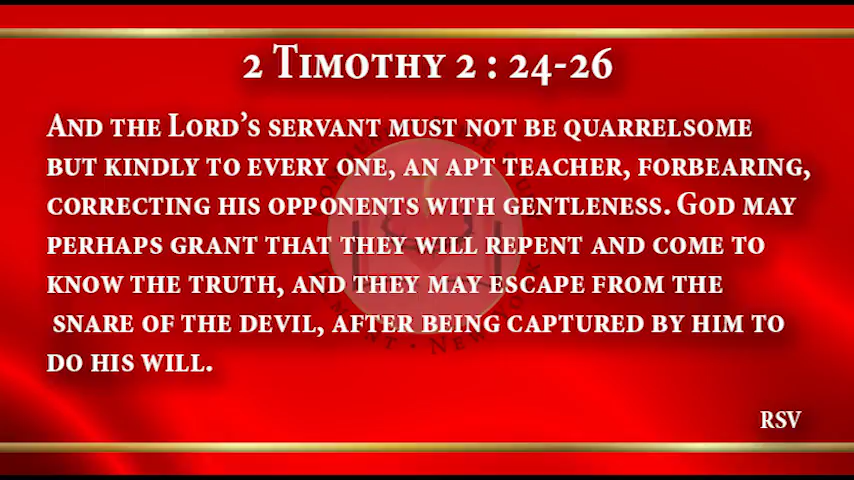 2 Timothy 2 : 24-26
And the Lord's servant must not be quarrelsome
but kindly to every one, an apt teacher, forbearing,
correcting his opponents with gentleness. God may
perhaps grant that they will repent and come to
know the truth, and they may escape from the
snare of the devil, after being captured by him to
do his will.
RSV